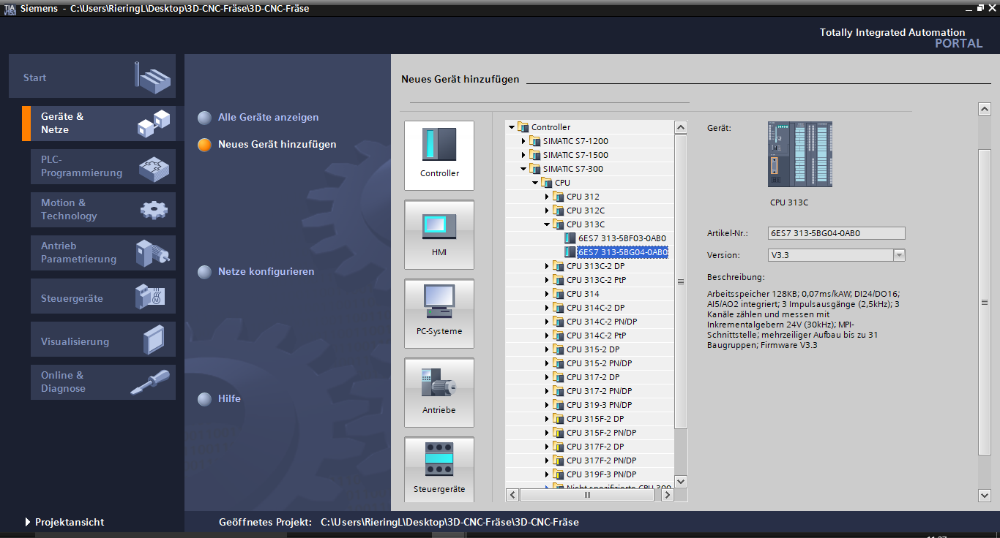 Siemens - C:\Users\RieringL\Desktop\3D-CNC-Fräse\3D-CNC-Fräse
Totally Integrated Automation
PORTAL
Start
Geräte &
Netze
PLC-
Programmierung
Motion &
Technology
Antrieb
Parametrierung
Steuergeräte
Visualisierung
Online &
Diagnose
Alle Geräte anzeigen
Neues Gerät hinzufügen
Netze konfigurieren
Hilfe
Neues Gerät hinzufügen
Controller
HMI
PC-Systeme
Antriebe
Steuergeräte
Controller
SIMATIC S7-1200
SIMATIC S7-1500
SIMATIC S7-300
CPU
CPU 312
CPU 312C
CPU 313C
6ES7 313-5BF03-0AB0
6ES7 313-5BG04-0AB0
CPU 313C-2 DP
CPU 313C-2 PtP
CPU 314
CPU 314C-2 DP
CPU 314C-2 PN/DP
CPU 314C-2 PtP
CPU 315-2 DP
CPU 315-2 PN/DP
CPU 317-2 DP
CPU 317-2 PN/DP
CPU 319-3 PN/DP
CPU 315F-2 DP
CPU 315F-2 PN/DP
CPU 317F-2 DP
CPU 317F-2 PN/DP
CPU 319F-3 PN/DP
Nicht spezifizierte CPU 300
Gerät:
CPU 313C
Artikel-Nr.: 6ES7 313-5BG04-0AB0
Version: V3.3
Beschreibung:
Arbeitsspeicher 128KB; 0,07ms/kAW; DI24/DO16;
AI5/AO2 integriert; 3 Impulsausgänge (2,5kHz); 3
Kanäle zählen und messen mit
Inkrementalgebern 24V (30kHz); MPI-
Schnittstelle; mehrzeiliger Aufbau bis zu 31
Baugruppen; Firmware V3.3
Projektansicht
Geöffnetes Projekt: C:\Users\RieringL\Desktop\3D-CNC-Fräse\3D-CNC-Fräse